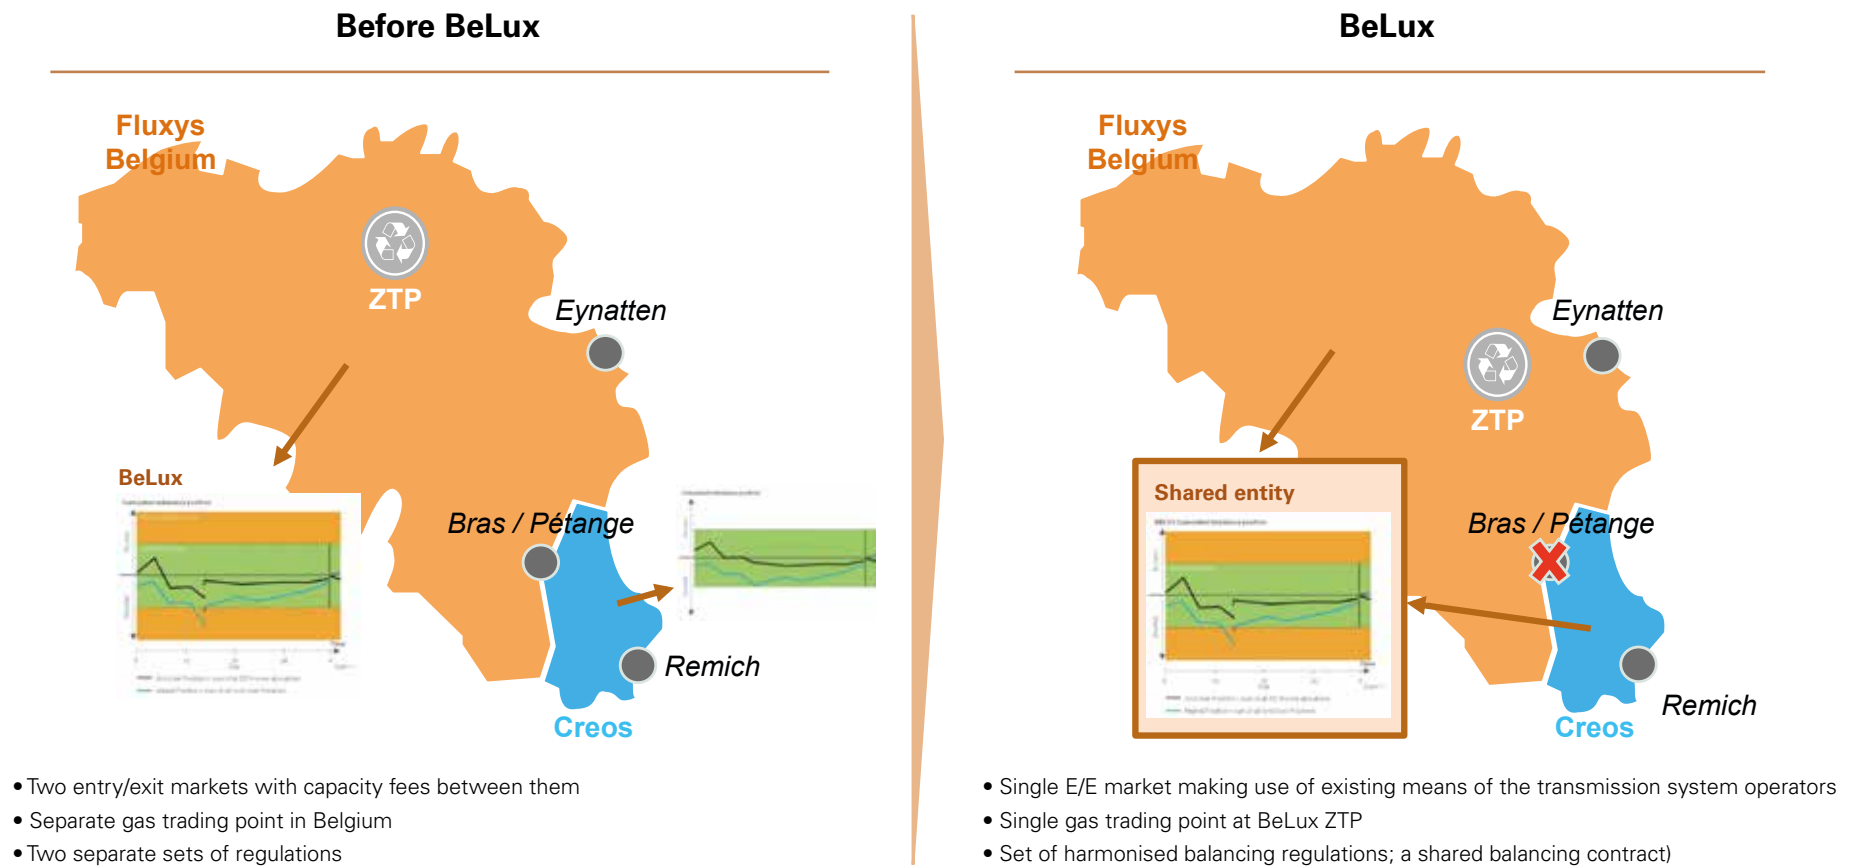 Before BeLux
Fluxys
Belgium
ZTP
Eynatten
BeLux
Bras / Pétange
Remich
Creos
• Two entry/exit markets with capacity fees between them
• Separate gas trading point in Belgium
• Two separate sets of regulations
BeLux
Fluxys
Belgium
Eynatten
ZTP
Shared entity
Bras / Pétange
Remich
Creos
• Single E/E market making use of existing means of the transmission system operators
• Single gas trading point at BeLux ZTP
• Set of harmonised balancing regulations; a shared balancing contract)